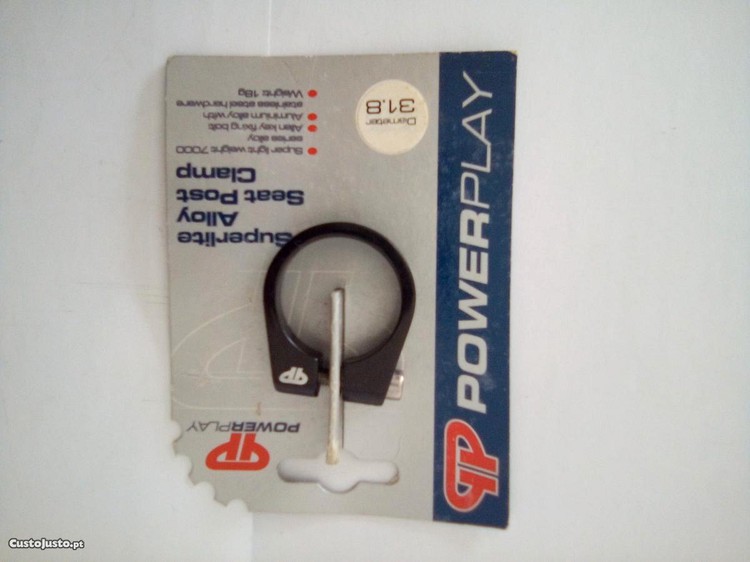 POWERPLAY
POWERPLAY
Superlite
Alloy
Seat Post
Clamp
Super light weight 7000
series alloy
Allen key fixing bolt
Aluminium alloy with
stainless steel hardware
Weight: 18g
Diameter
31.8
CustoJusto.pt